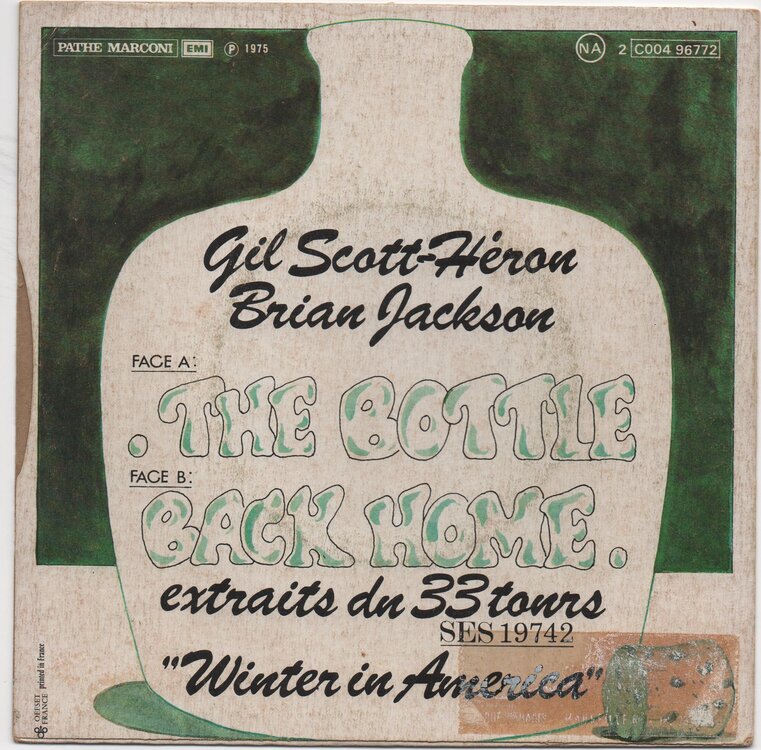 PATHE MARCONI EMI ℗ 1975
NA 2 C004 96772
Gil Scott-Héron
Brian Jackson
FACE A:
. THE BOTTLE
FACE B:
BACK HOME .
extraits du 33 tours
SES 19742
"Winter in America"
OFFSET
FRANCE printed in France